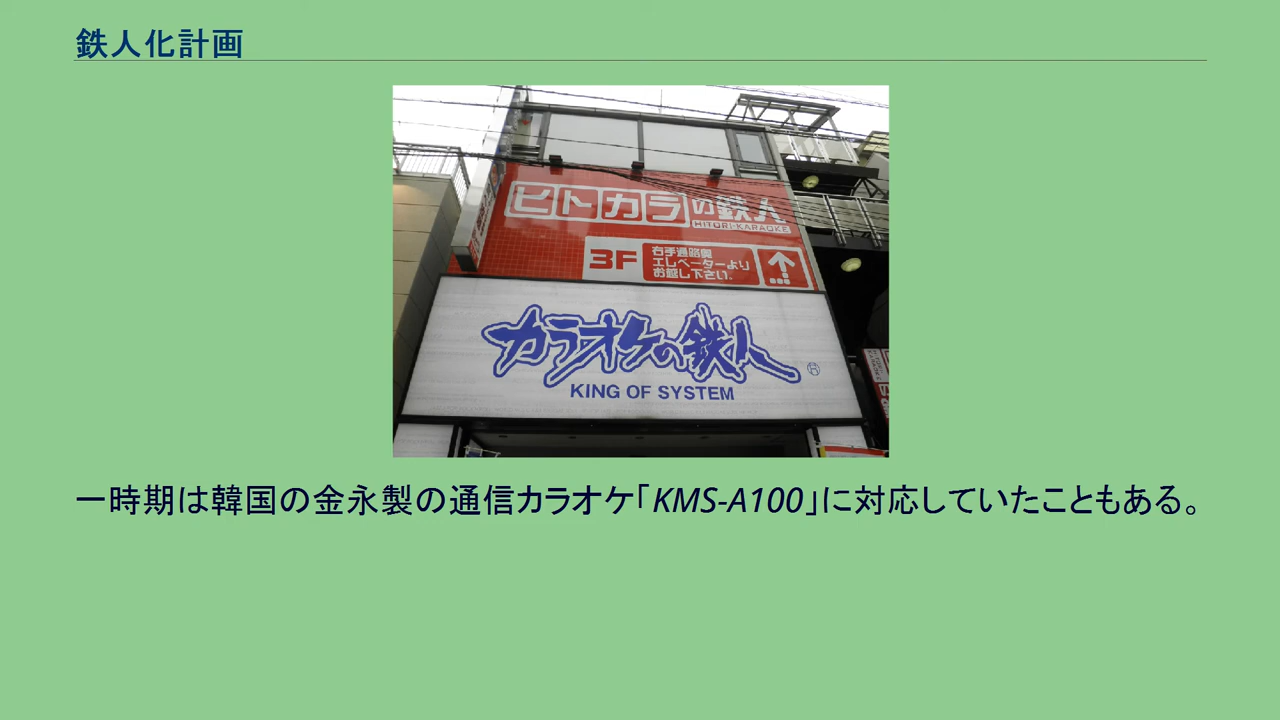 鉄人化計画
ヒトカラの鉄人
HITORI-KARAOKE
3F
右手通路奥
エレベーターより
お越し下さい.
カラオケの鉄人
KING OF SYSTEM
一時期は韓国の金永製の通信カラオケ「KMS-A100」に対応していたこともある。